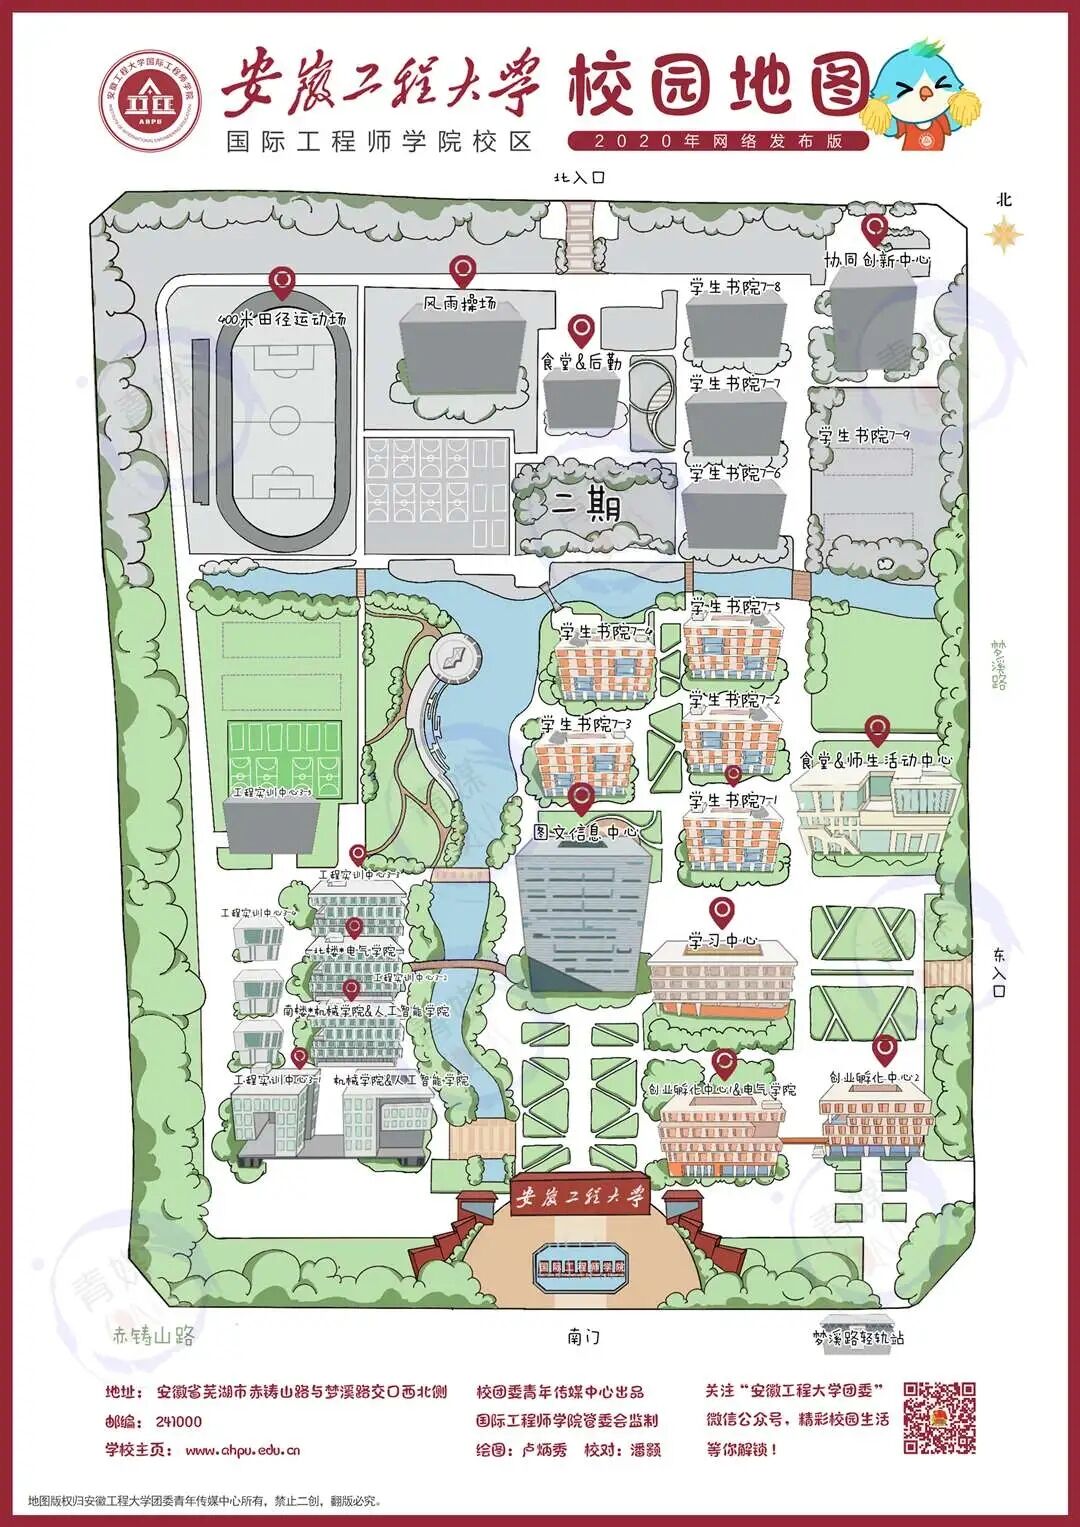 安徽工程大学 校园地图
国际工程师学院校区
2020年网络发布版
安徽工程大学国际工程师学院
AHPU
北入口
北
协同创新中心
400米田径运动场
风雨操场
学生书院7-8
食堂&后勤
学生书院7-7
学生书院7-9
学生书院7-6
二期
学生书院7-5
学生书院7-4
梦溪路
学生书院7-2
学生书院7-3
食堂&师生活动中心
工程实训中心3-5
学生书院7-1
图文信息中心
工程实训中心3-3
工程实训中心3-4
北楼*电气学院
学习中心
东入口
工程实训中心3-2
南楼*机械学院&人工智能学院
工程实训中心3-1
机械学院&人工智能学院
创业孵化中心1&电气学院
创业孵化中心2
安徽工程大学
国际工程师学院
赤铸山路
南门
梦溪路轻轨站
地址： 安徽省芜湖市赤铸山路与梦溪路交口西北侧
邮编： 241000
学校主页： www.ahpu.edu.cn
校团委青年传媒中心出品
国际工程师学院管委会监制
绘图：卢炳秀 校对：潘颢
关注“安徽工程大学团委”
微信公众号，精彩校园生活
等你解锁！
地图版权归安徽工程大学团委青年传媒中心所有，禁止二创，翻版必究。